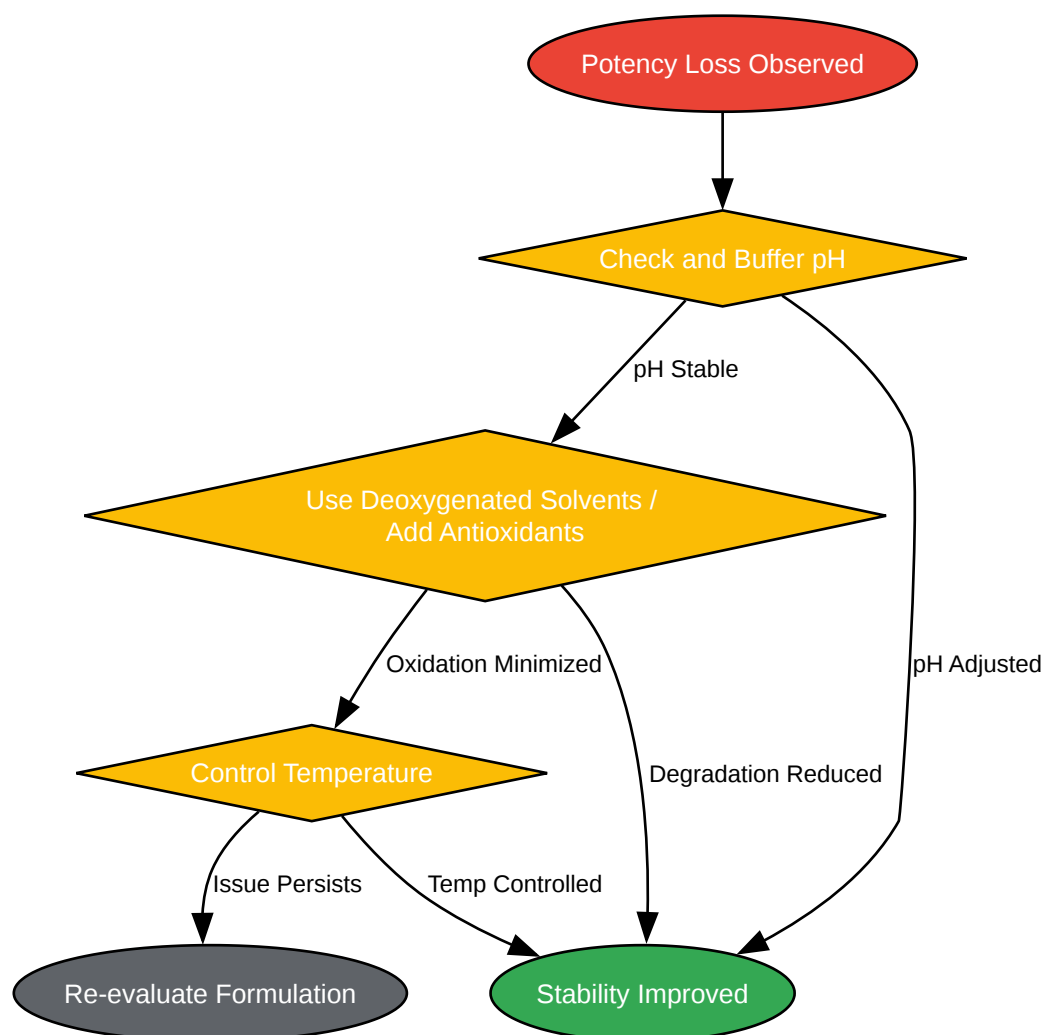 Potency Loss Observed
Check and Buffer pH
pH Stable
Use Deoxygenated Solvents /
Add Antioxidants
Oxidation Minimized
pH Adjusted
Control Temperature
Degradation Reduced
Issue Persists
Temp Controlled
Re-evaluate Formulation
Stability Improved